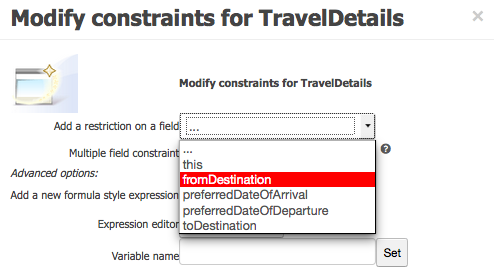 Modify constraints for TravelDetails
×
Modify constraints for TravelDetails
Add a restriction on a field ...
...
Multiple field constraint
this
Advanced options:
fromDestination
Add a new formula style expression
preferredDateOfArrival
preferredDateOfDeparture
Expression editor
toDestination
Variable name
Set